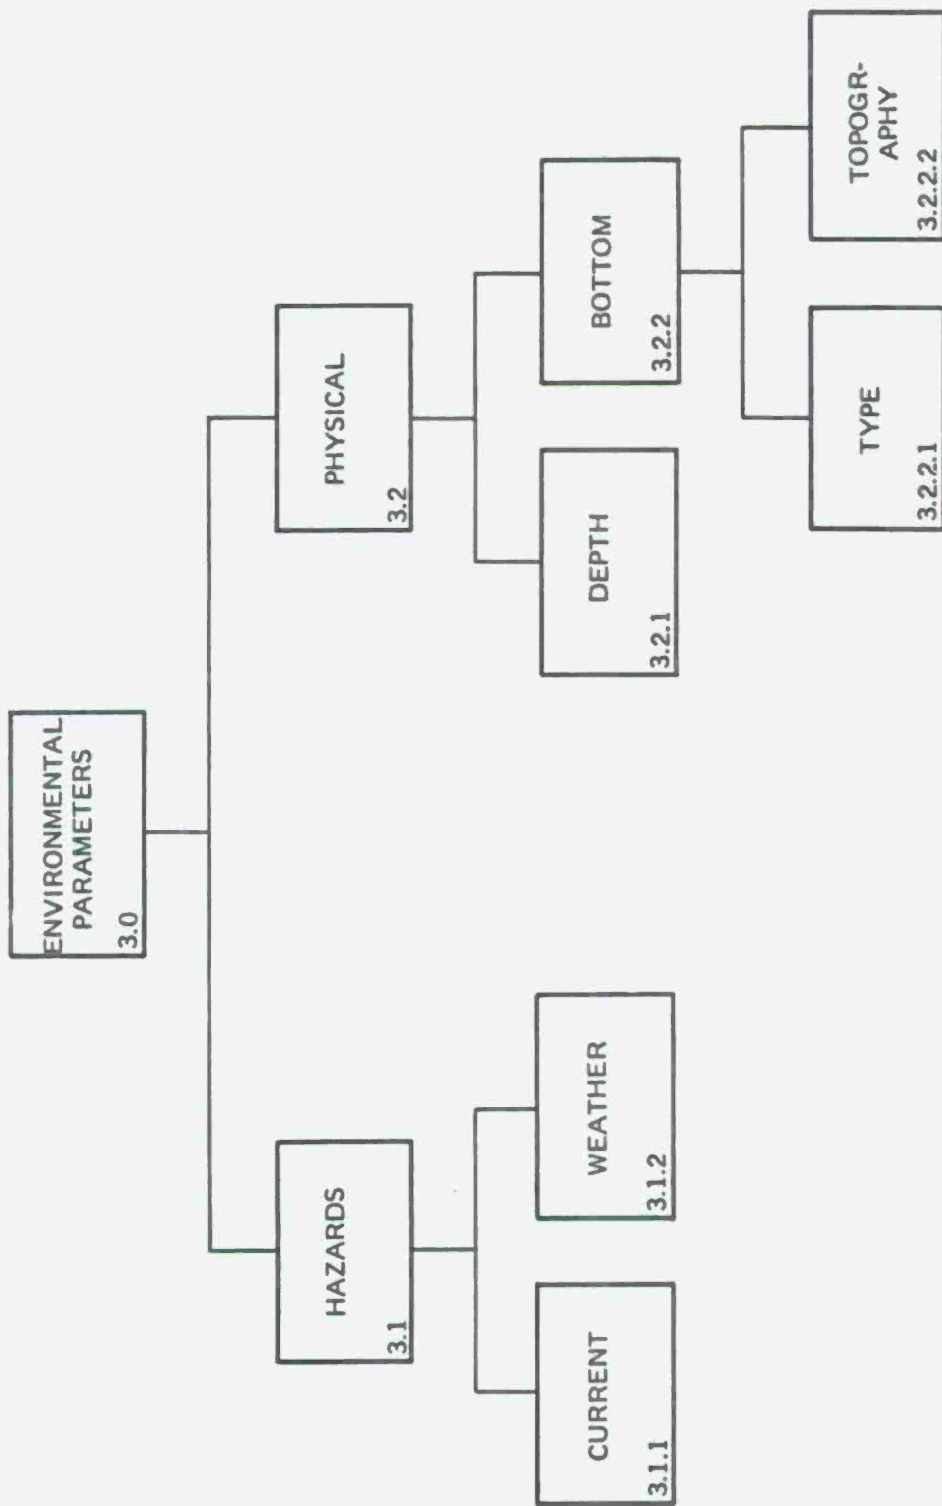 ENVIRONMENTAL
PARAMETERS
3.0
HAZARDS
3.1
PHYSICAL
3.2
CURRENT
3.1.1
WEATHER
3.1.2
DEPTH
3.2.1
BOTTOM
3.2.2
TYPE
3.2.2.1
TOPOGR-
APHY
3.2.2.2